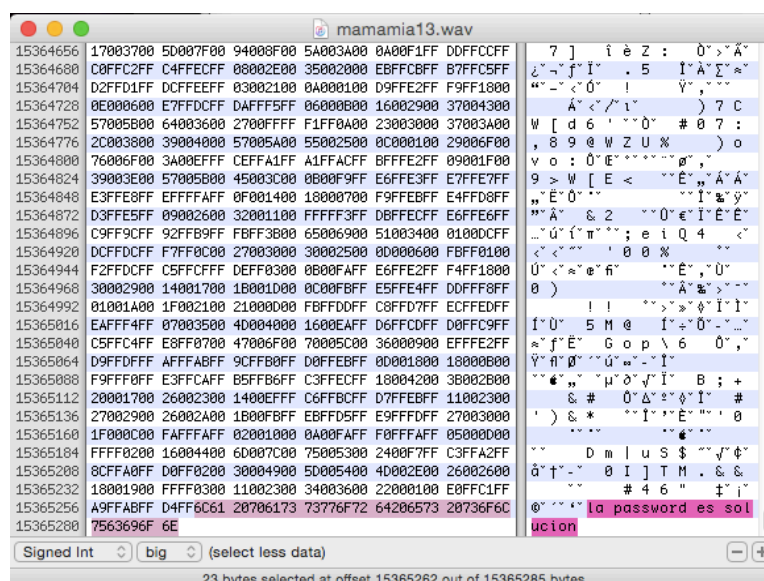 mamamia13.wav
15364656 17003700 5D007F00 94008F00 5A003A00 0A00F1FF DDFFCCFF
15364680 C0FFC2FF C4FFECFF 08002E00 35002000 EBFFCBFF B7FFC5FF
15364704 D2FFD1FF DCFFEEFF 03002100 0A000100 D9FFE2FF F9FF1800
15364728 0E000600 E7FFDCFF DAFFF5FF 06000B00 16002900 37004300
15364752 57005B00 64003600 2700FFFF F1FF0A00 23003000 37003A00
15364776 2C003800 39004000 57005A00 55002500 0C000100 29006F00
15364800 76006F00 3A00EFFF CEFFA1FF A1FFACFF BFFFE2FF 09001F00
15364824 39003E00 57005B00 45003C00 0B00F9FF E6FFE3FF E7FFE7FF
15364848 E3FFE8FF EFFFFAFF 0F001400 18000700 F9FFEBFF E4FFD8FF
15364872 D3FFE5FF 09002600 32001100 FFFFF3FF DBFFECFF E6FFE6FF
15364896 C9FF9CFF 92FFB9FF FBFF3B00 65006900 51003400 0100DCFF
15364920 DCFFDCFF F7FF0C00 27003000 30002500 0D000600 FBFF0100
15364944 F2FFDCFF C5FFCFFF DEFF0300 0B00FAFF E6FFE2FF F4FF1800
15364968 30002900 14001700 1B001D00 0C00FBFF E5FFE4FF DDFFF8FF
15364992 01001A00 1F002100 21000D00 FBFFDDFF C8FFD7FF ECFFEDFF
15365016 EAFFF4FF 07003500 4D004000 1600EAFF D6FFCDFF D0FFC9FF
15365040 C5FFC4FF E8FF0700 47006F00 70005C00 36000900 EFFFE2FF
15365064 D9FFDFFF AFFFABFF 9CFFB0FF D0FFEBFF 0D001800 18000B00
15365088 F9FFF0FF E3FFCAFF B5FFB6FF C3FFECFF 18004200 3B002B00
15365112 20001700 26002300 1400EFFF C6FFBCFF D7FFEBFF 11002300
15365136 27002900 26002A00 1B00FBFF EBFFD5FF E9FFFDFF 27003000
15365160 1F000C00 FAFFFAFF 02001000 0A00FAFF F0FFFAFF 05000D00
15365184 FFFF0200 16004400 6D007C00 75005300 2400F7FF C3FFA2FF
15365208 8CFFA0FF D0FF0200 30004900 5D005400 4D002E00 26002600
15365232 18001900 FFFF0300 11002300 34003600 22000100 E0FFC1FF
15365256 A9FFABFF D4FF6C61 20706173 73776F72 64206573 20736F6C la password es sol
15365280 7563696F 6E ucion
Signed Int big (select less data)
23 bytes selected at offset 15365262 out of 15365285 bytes